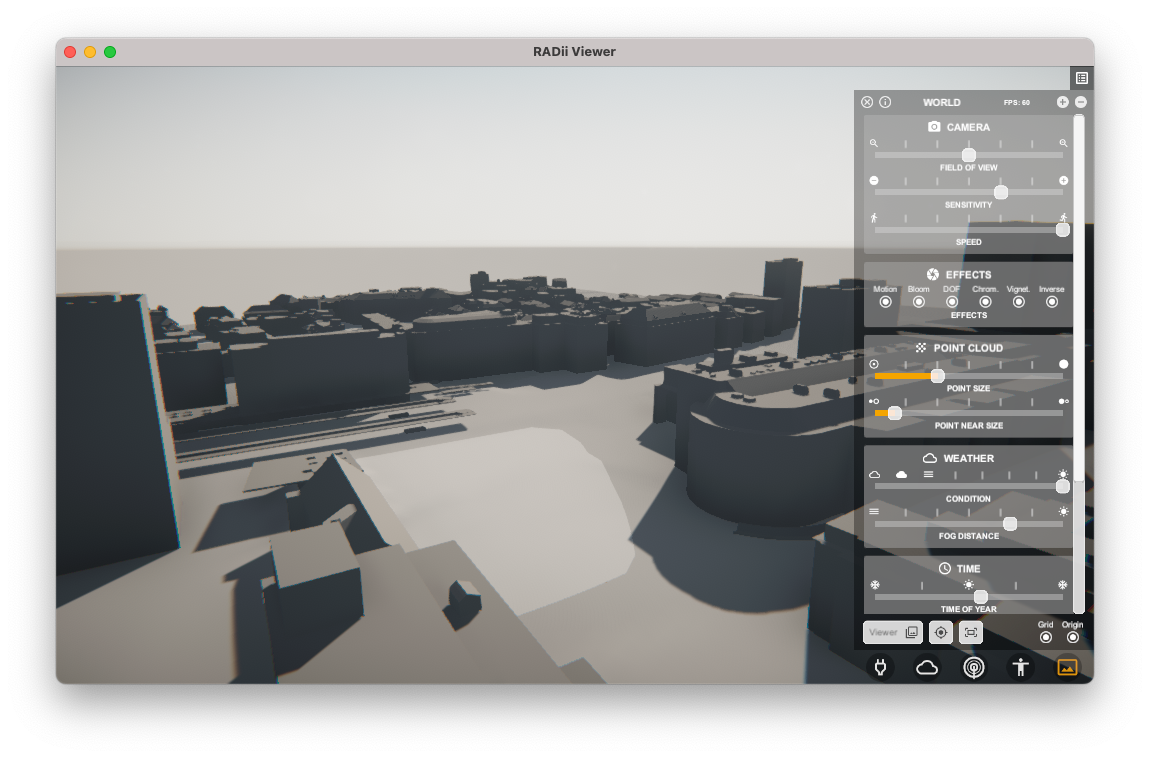 RADii Viewer
WORLD
FPS: 60
CAMERA
FIELD OF VIEW
SENSITIVITY
SPEED
EFFECTS
Motion Bloom DOF Chrom. Vignet. Inverse
EFFECTS
POINT CLOUD
POINT SIZE
POINT NEAR SIZE
WEATHER
CONDITION
FOG DISTANCE
TIME
TIME OF YEAR
Viewer
Grid Origin